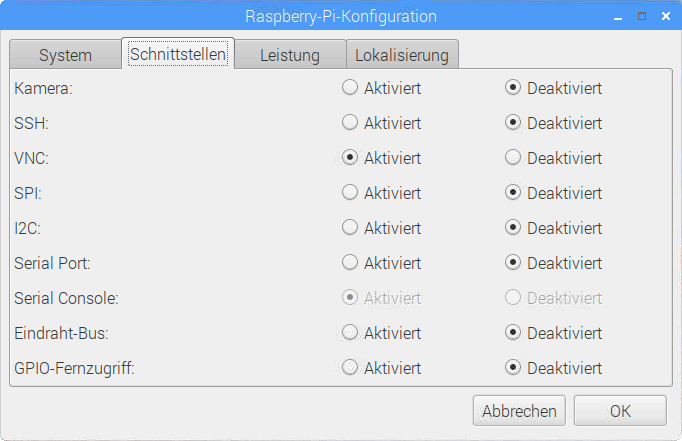 Raspberry-Pi-Konfiguration
System Schnittstellen Leistung Lokalisierung
Kamera: Aktiviert Deaktiviert
SSH: Aktiviert Deaktiviert
VNC: Aktiviert Deaktiviert
SPI: Aktiviert Deaktiviert
I2C: Aktiviert Deaktiviert
Serial Port: Aktiviert Deaktiviert
Serial Console: Aktiviert Deaktiviert
Eindraht-Bus: Aktiviert Deaktiviert
GPIO-Fernzugriff: Aktiviert Deaktiviert
Abbrechen OK